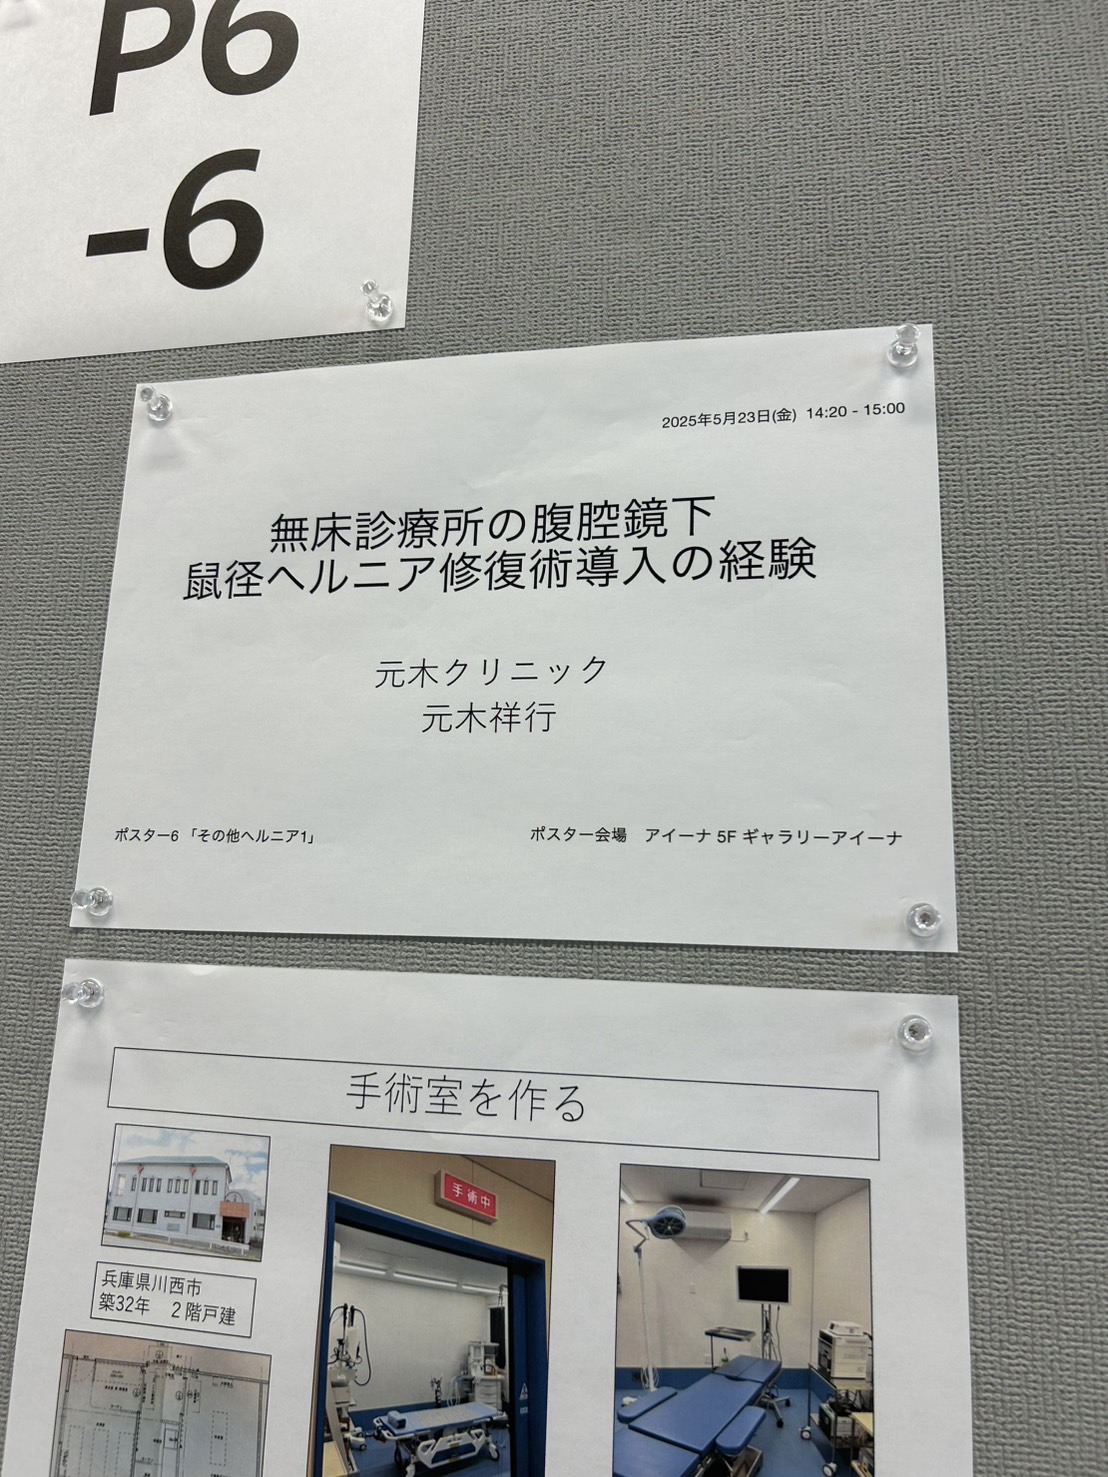 P6
-6
2025年5月23日(金) 14:20 - 15:00
無床診療所の腹腔鏡下
鼠径ヘルニア修復術導入の経験
元木クリニック
元木祥行
ポスター6 「その他ヘルニア1」
ポスター会場 アイーナ 5F ギャラリーアイーナ
手術室を作る
手術中
兵庫県川西市
築32年 2階戸建